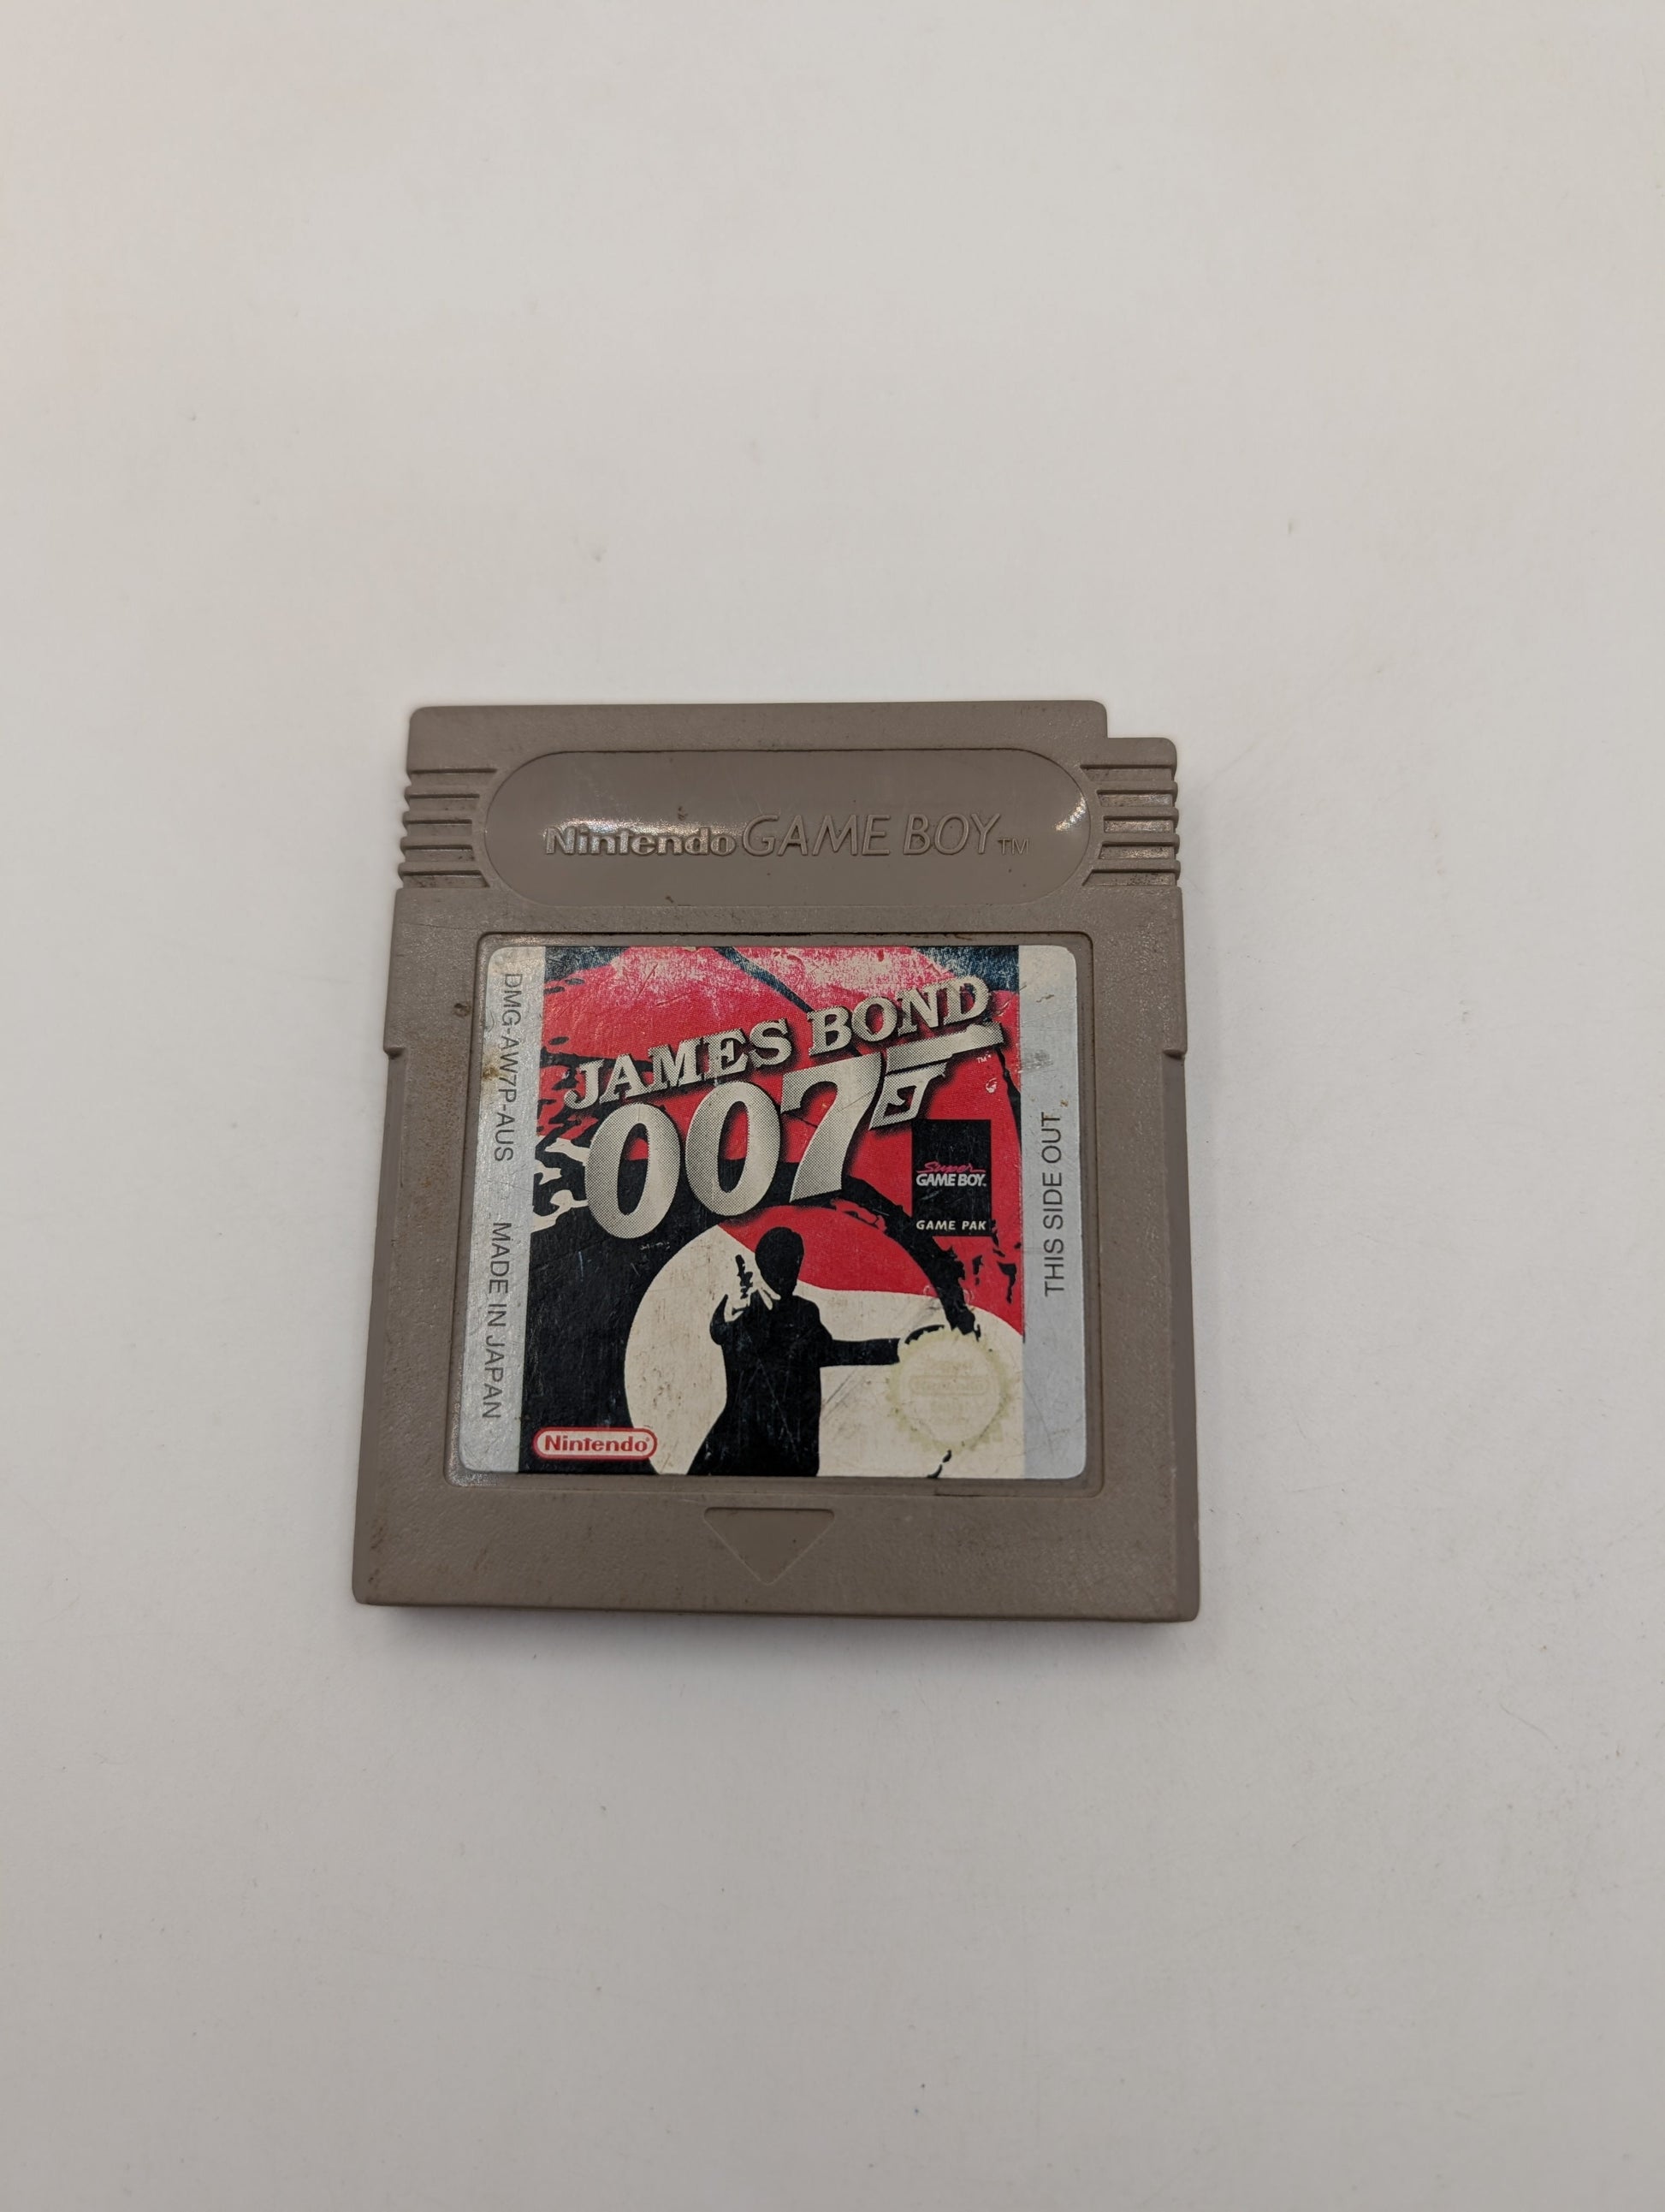 Nintendo GAME BOY TM
DMG-AW7P-AUS MADE IN JAPAN
JAMES BOND
007
TM
Super
GAME BOY
GAME PAK
THIS SIDE OUT
Nintendo